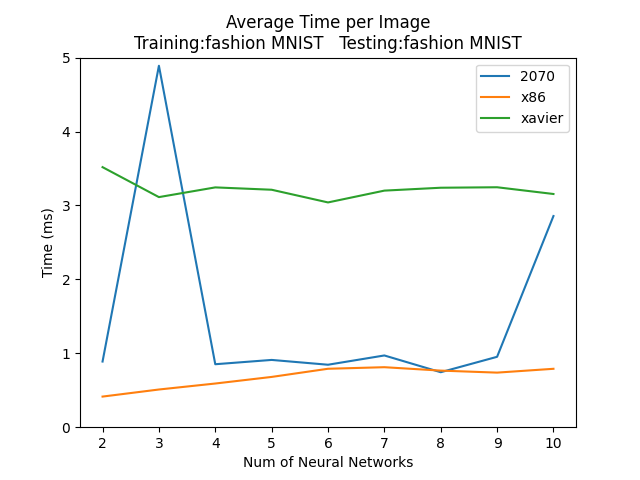 Average Time per Image
Training:fashion MNIST   Testing:fashion MNIST
2070
x86
xavier
Time (ms)
5
4
3
2
1
0
2 3 4 5 6 7 8 9 10
Num of Neural Networks